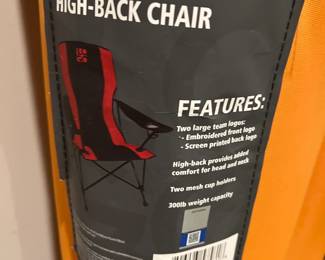 HIGH-BACK CHAIR
FEATURES:
Two large team logos:
- Embroidered front logo
- Screen printed back logo
High-back provides added
comfort for head and neck
Two mesh cup holders
300lb weight capacity